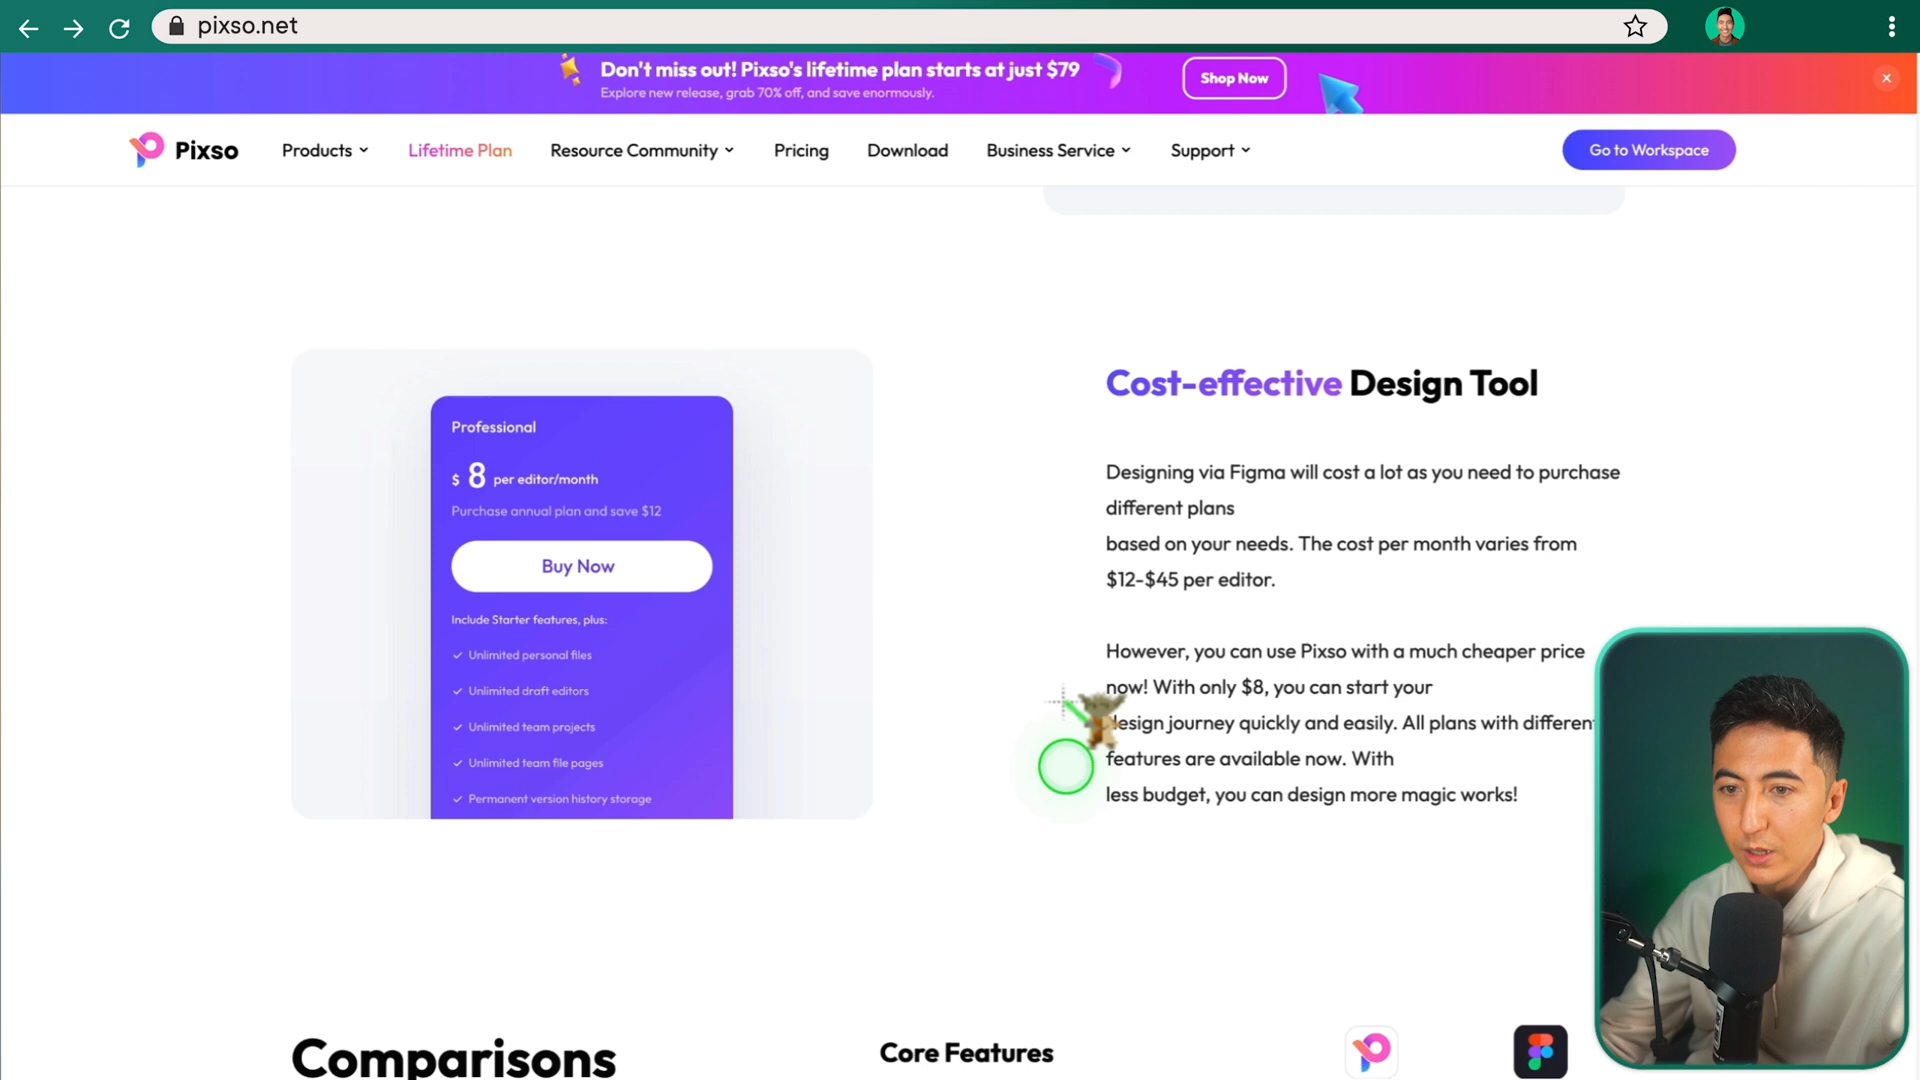 pixso.net
Don't miss out! Pixso's lifetime plan starts at just $79
Explore new release, grab 70% off, and save enormously.
Shop Now
Pixso
Products
Lifetime Plan
Resource Community
Pricing
Download
Business Service
Support
Go to Workspace
Professional
$ 8 per editor/month
Purchase annual plan and save $12
Buy Now
Include Starter features, plus:
Unlimited personal files
Unlimited draft editors
Unlimited team projects
Unlimited team file pages
Permanent version history storage
Cost-effective Design Tool
Designing via Figma will cost a lot as you need to purchase
different plans
based on your needs. The cost per month varies from
$12-$45 per editor.
However, you can use Pixso with a much cheaper price
now! With only $8, you can start your
design journey quickly and easily. All plans with different
features are available now. With
less budget, you can design more magic works!
Comparisons
Core Features